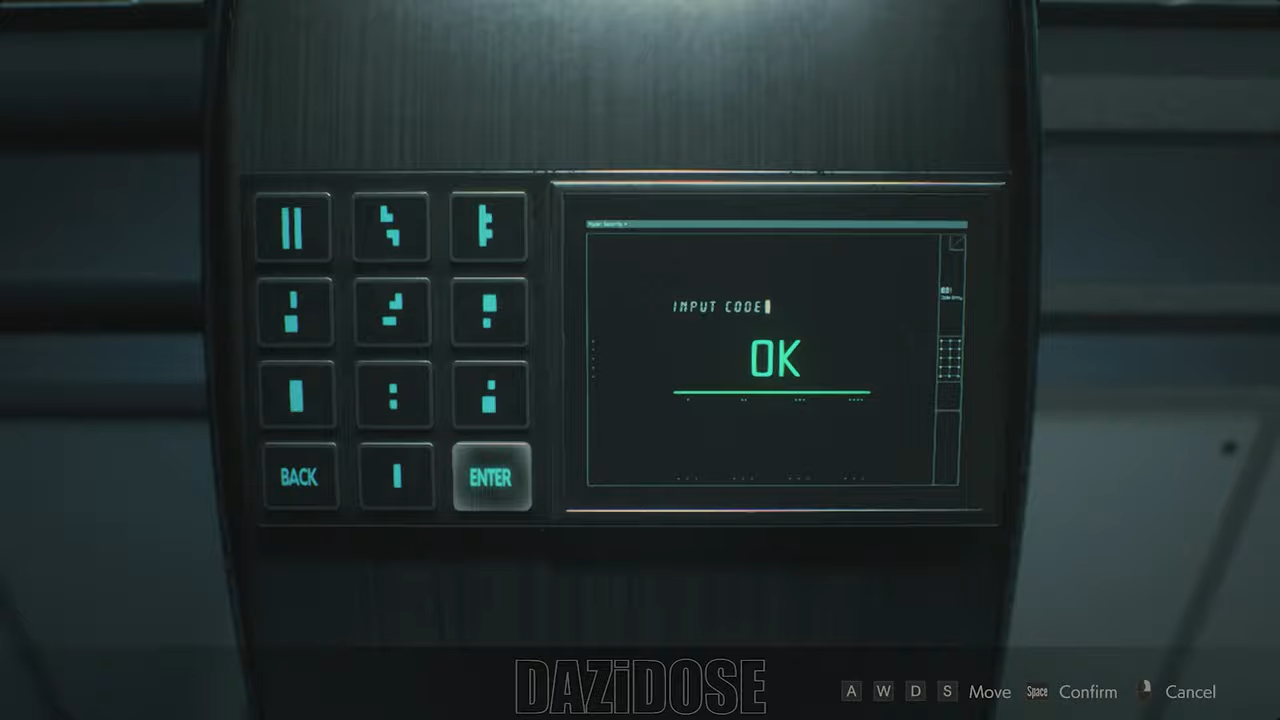 INPUT CODE
OK
BACK
ENTER
DAZiDOSE
A W D S Move Space Confirm Cancel